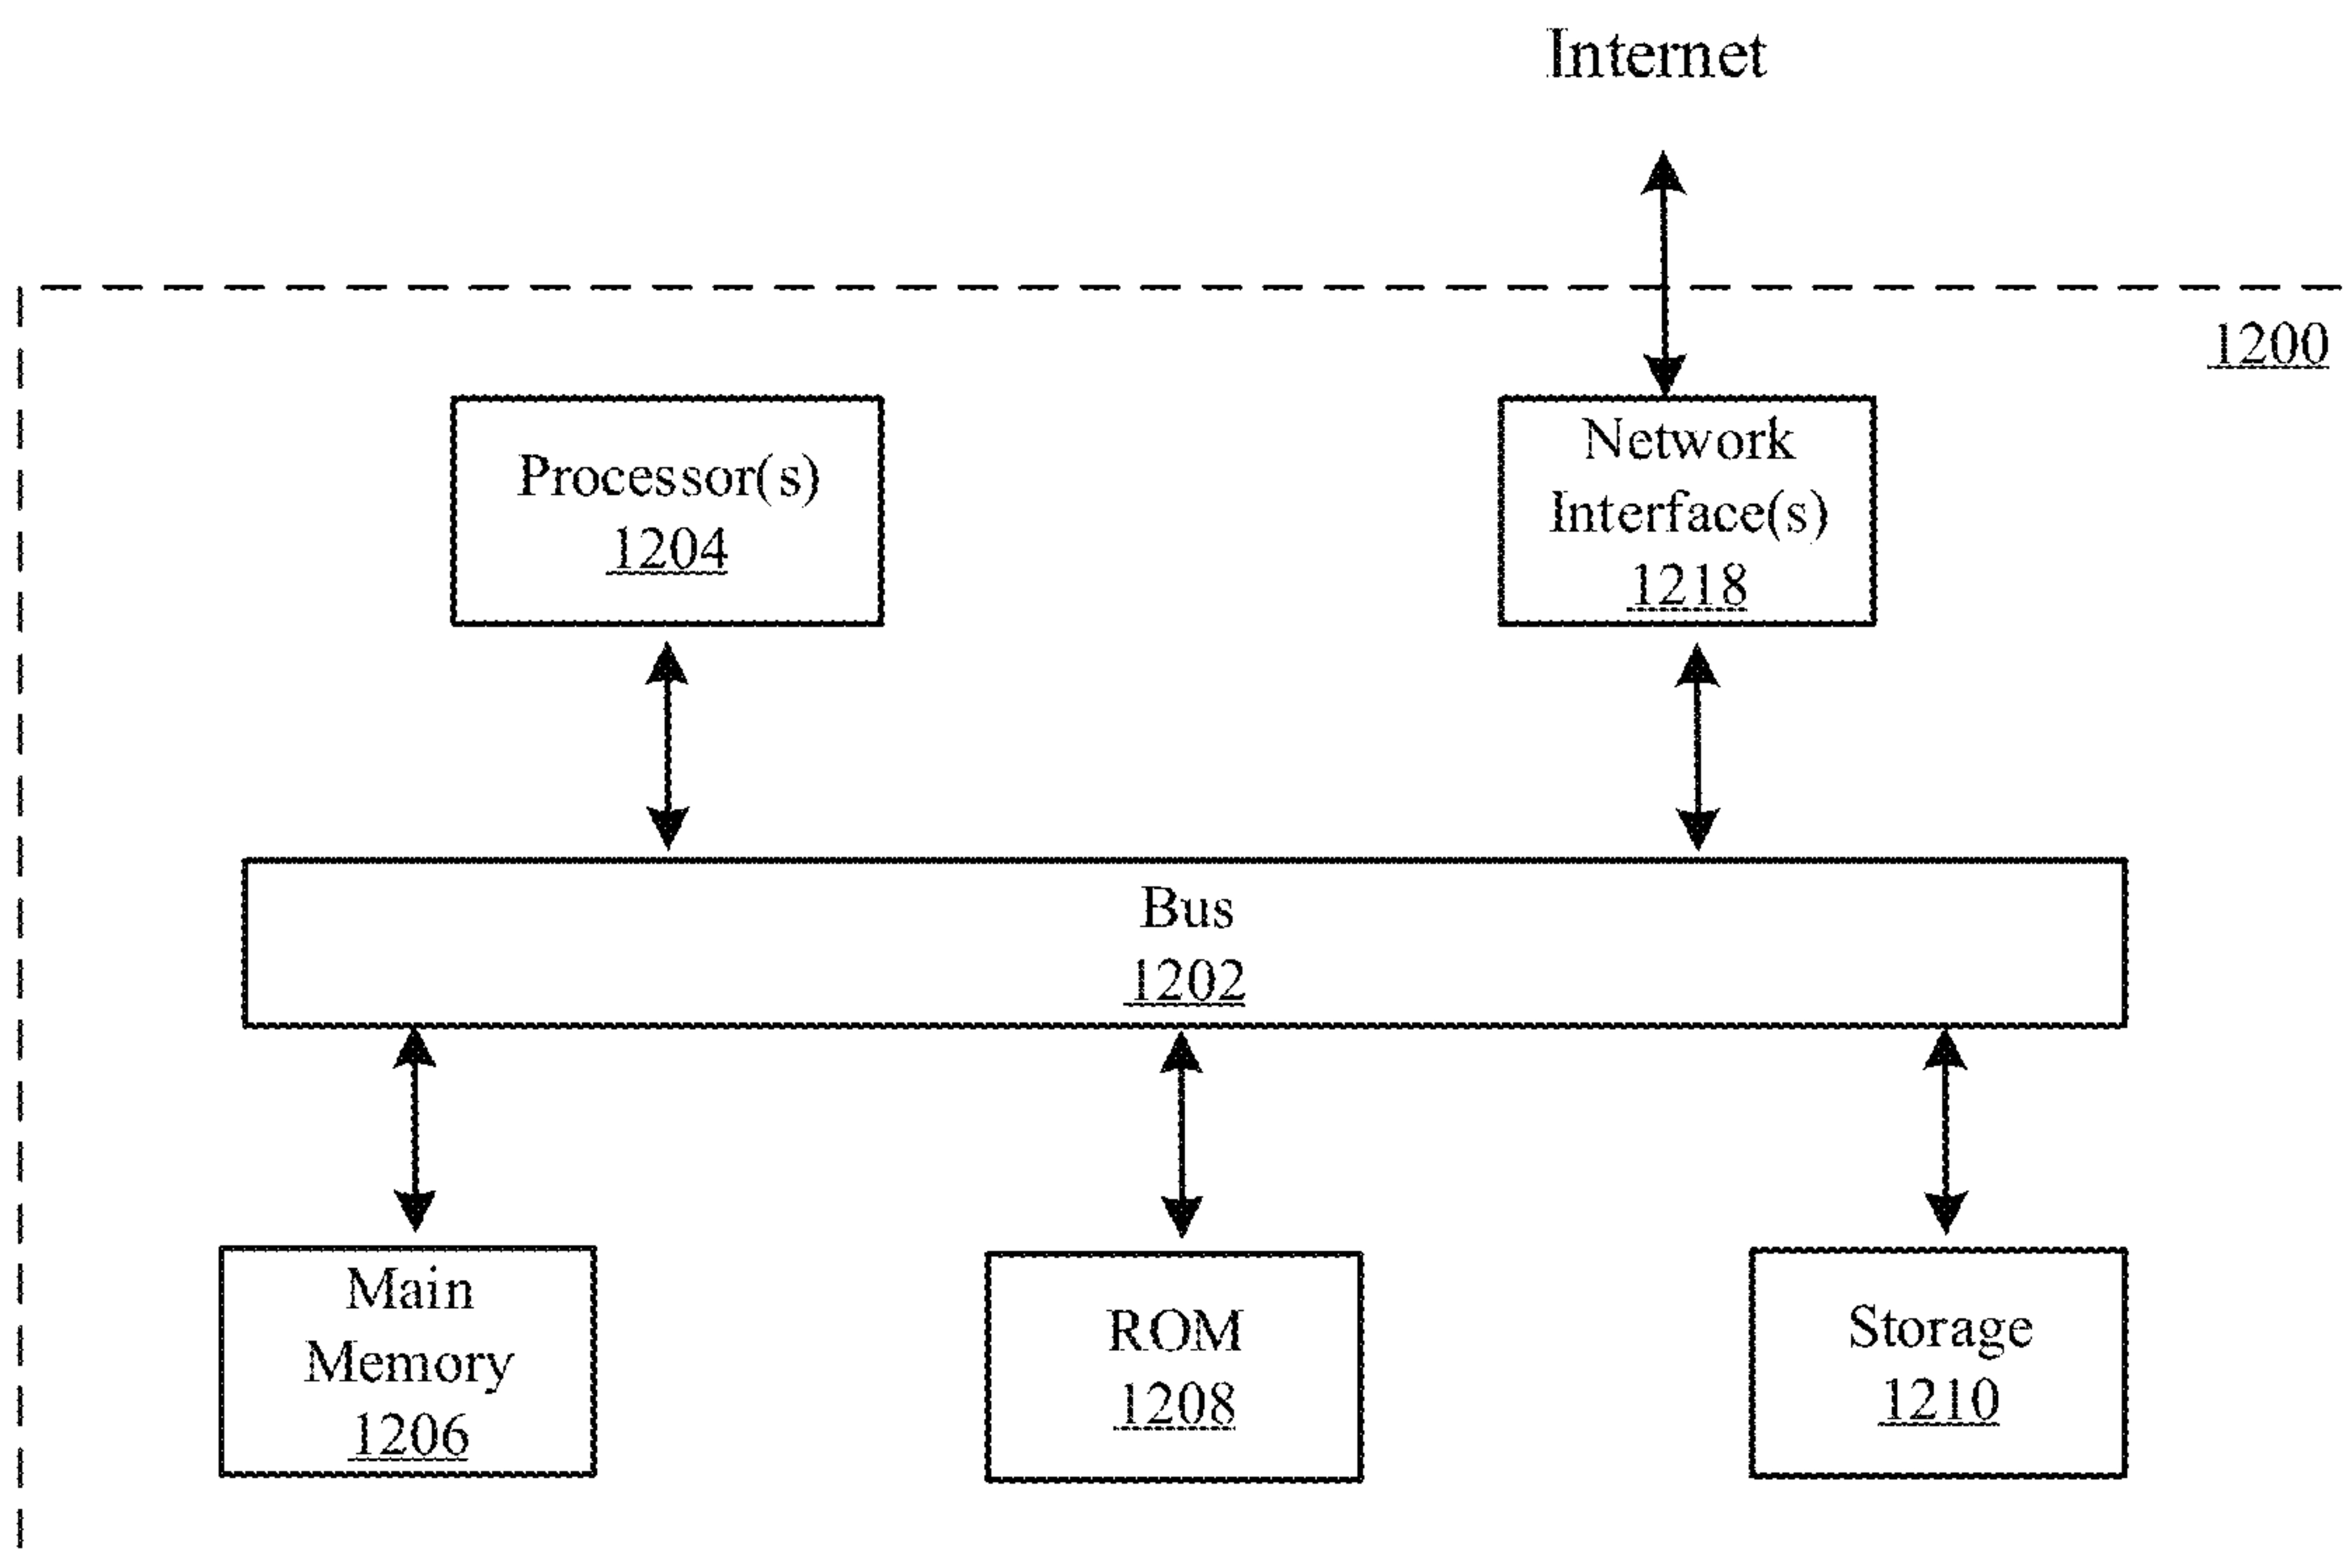 Internet
1200
Processor(s)
1204
Network
Interface(s)
1218
Bus
1202
Main
Memory
1206
ROM
1208
Storage
1210